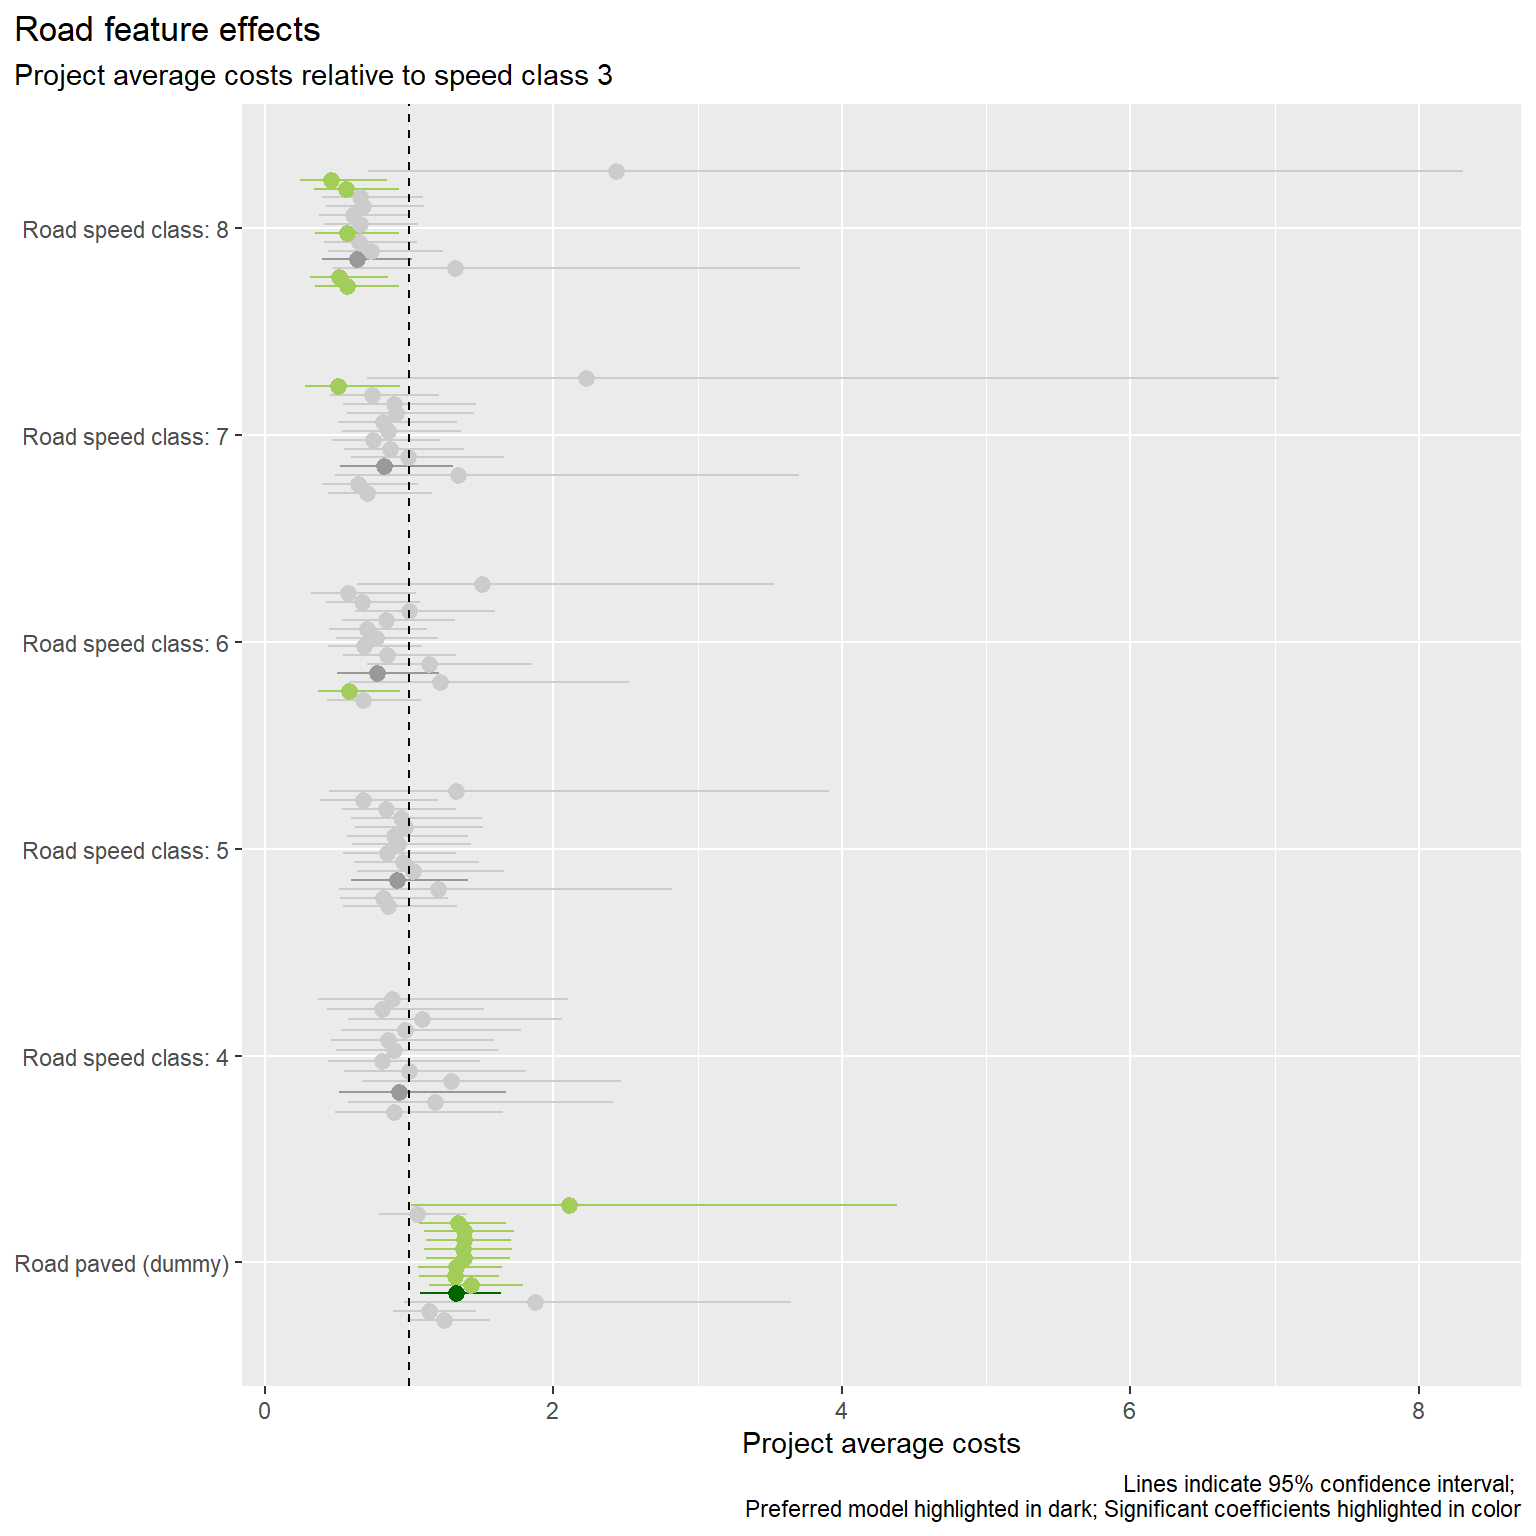 Road feature effects
Project average costs relative to speed class 3
Road speed class: 8
Road speed class: 7
Road speed class: 6
Road speed class: 5
Road speed class: 4
Road paved (dummy)
0 2 4 6 8
Project average costs
Lines indicate 95% confidence interval;
Preferred model highlighted in dark; Significant coefficients highlighted in color